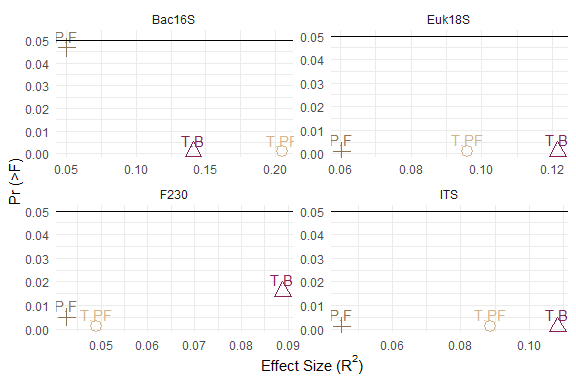 Bac16S Euk18S
0.05 P.F 0.05
0.04 0.04
0.03 0.03
0.02 0.02
0.01 T.B T.PF 0.01 P.F T.PF T.B
0.00 0.00
0.05 0.10 0.15 0.20 0.06 0.08 0.10 0.12
F230 ITS
0.05 0.05
0.04 0.04
0.03 0.03
0.02 T.B 0.02
0.01 P.F T.PF 0.01 P.F T.PF T.B
0.00 0.00
0.05 0.06 0.07 0.08 0.09 0.06 0.08 0.10
Pr (>F)
Effect Size (R²)